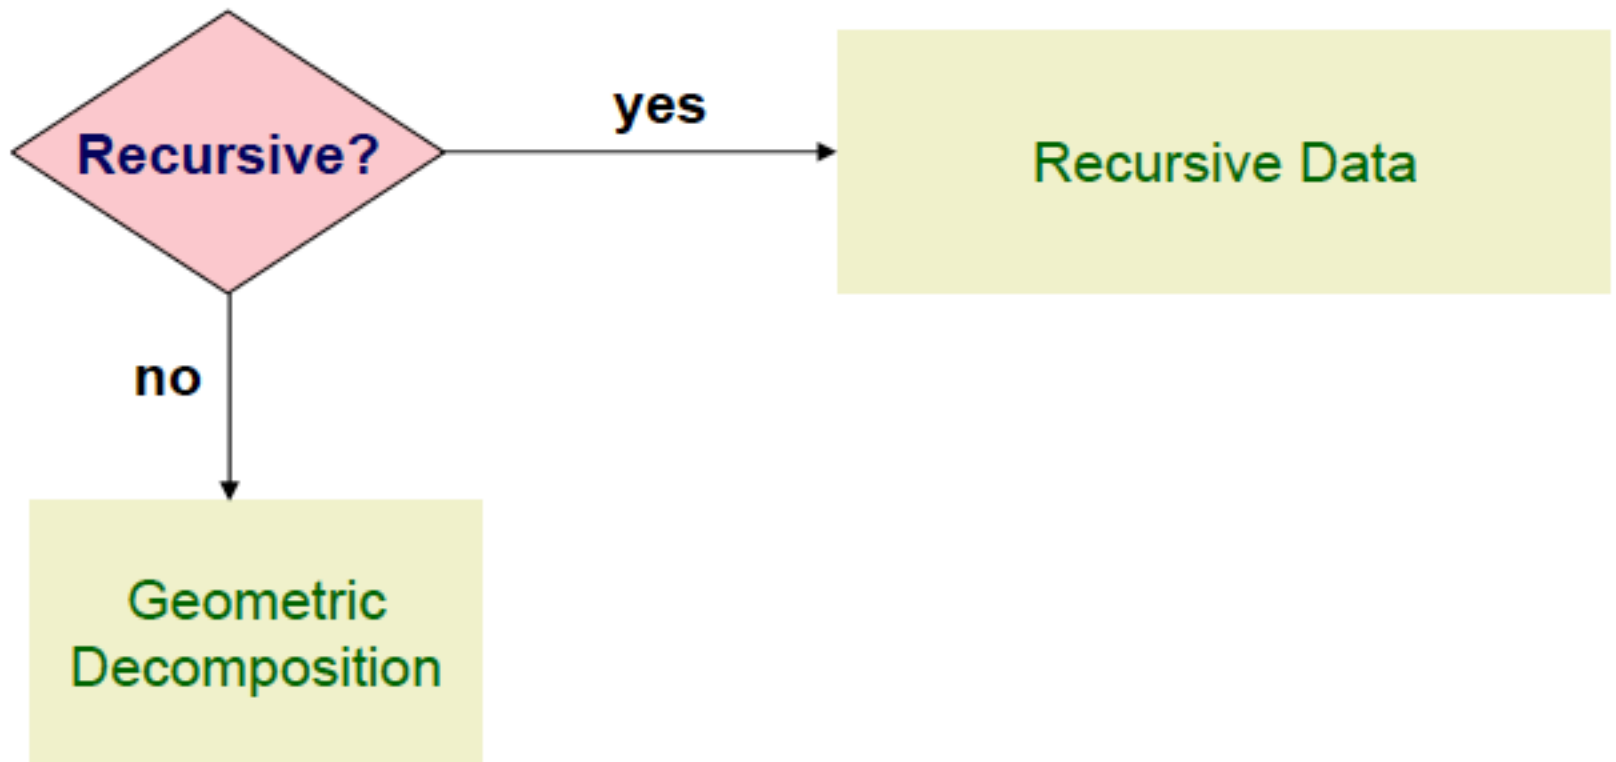 yes
Recursive?
Recursive Data
no
Geometric
Decomposition